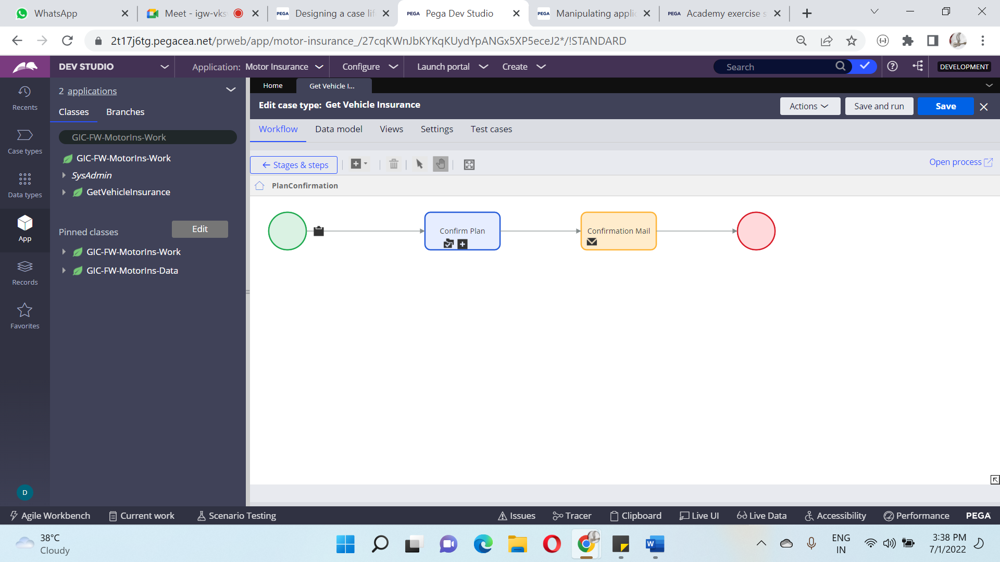 WhatsApp
Meet - igw-vks
PEGA Designing a case life
PEGA Pega Dev Studio
PEGA Manipulating applic
PEGA Academy exercise s
2t17j6tg.pegacea.net/prweb/app/motor-insurance_/27cqKWnJbKYKqKUydYpANGx5XP5eceJ2*/!STANDARD
DEV STUDIO
Application: Motor Insurance
Configure
Launch portal
Create
Search
DEVELOPMENT
Recents
Case types
Data types
App
Records
Favorites
D
2 applications
Classes
Branches
GIC-FW-MotorIns-Work
GIC-FW-MotorIns-Work
SysAdmin
GetVehicleInsurance
Pinned classes
Edit
GIC-FW-MotorIns-Work
GIC-FW-MotorIns-Data
Home
Get Vehicle I...
Edit case type: Get Vehicle Insurance
Actions
Save and run
Save
Workflow
Data model
Views
Settings
Test cases
Stages & steps
Open process
PlanConfirmation
Confirm Plan
Confirmation Mail
Agile Workbench
Current work
Scenario Testing
Issues
Tracer
Clipboard
Live UI
Live Data
Accessibility
Performance
PEGA
38°C
Cloudy
W
ENG
IN
3:38 PM
7/1/2022